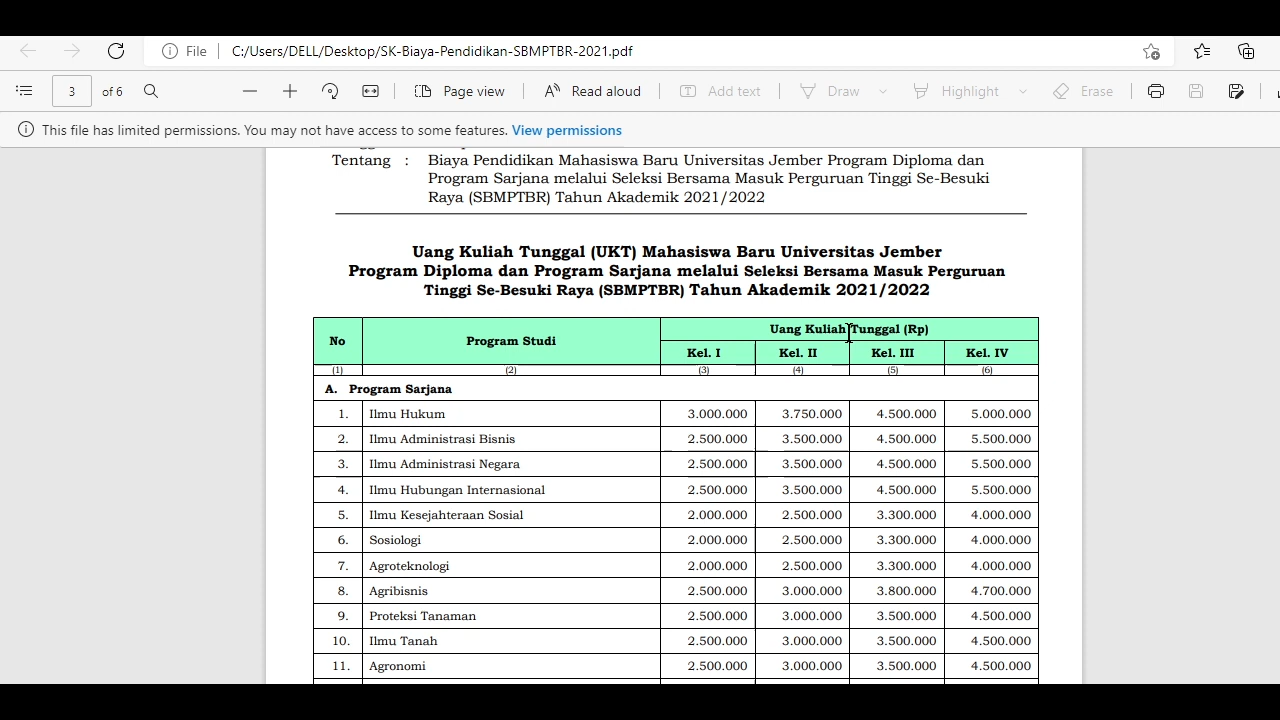 File
C:/Users/DELL/Desktop/SK-Biaya-Pendidikan-SBMPTBR-2021.pdf
3 of 6 Page view Read aloud Add text Draw Highlight Erase
This file has limited permissions. You may not have access to some features. View permissions
Tentang : Biaya Pendidikan Mahasiswa Baru Universitas Jember Program Diploma dan
Program Sarjana melalui Seleksi Bersama Masuk Perguruan Tinggi Se-Besuki
Raya (SBMPTBR) Tahun Akademik 2021/2022
Uang Kuliah Tunggal (UKT) Mahasiswa Baru Universitas Jember
Program Diploma dan Program Sarjana melalui Seleksi Bersama Masuk Perguruan
Tinggi Se-Besuki Raya (SBMPTBR) Tahun Akademik 2021/2022
No Program Studi Uang Kuliah Tunggal (Rp)
Kel. I Kel. II Kel. III Kel. IV
(1) (2) (3) (4) (5) (6)
A. Program Sarjana
1. Ilmu Hukum 3.000.000 3.750.000 4.500.000 5.000.000
2. Ilmu Administrasi Bisnis 2.500.000 3.500.000 4.500.000 5.500.000
3. Ilmu Administrasi Negara 2.500.000 3.500.000 4.500.000 5.500.000
4. Ilmu Hubungan Internasional 2.500.000 3.500.000 4.500.000 5.500.000
5. Ilmu Kesejahteraan Sosial 2.000.000 2.500.000 3.300.000 4.000.000
6. Sosiologi 2.000.000 2.500.000 3.300.000 4.000.000
7. Agroteknologi 2.000.000 2.500.000 3.300.000 4.000.000
8. Agribisnis 2.500.000 3.000.000 3.800.000 4.700.000
9. Proteksi Tanaman 2.500.000 3.000.000 3.500.000 4.500.000
10. Ilmu Tanah 2.500.000 3.000.000 3.500.000 4.500.000
11. Agronomi 2.500.000 3.000.000 3.500.000 4.500.000